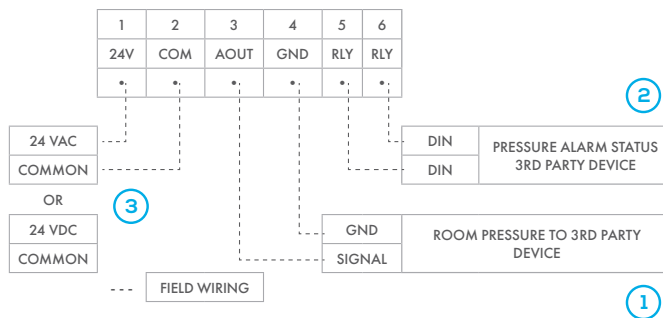 1 2 3 4 5 6
24V COM AOUT GND RLY RLY
2
24 VAC
COMMON
OR
24 VDC
COMMON
3
DIN
DIN
PRESSURE ALARM STATUS
3RD PARTY DEVICE
GND
SIGNAL
ROOM PRESSURE TO 3RD PARTY
DEVICE
FIELD WIRING
1